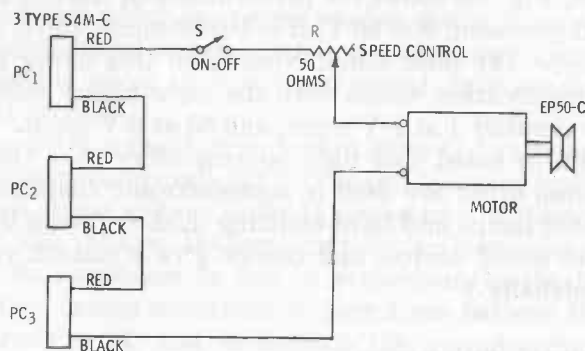 3 TYPE S4M-C
RED
S
R
SPEED CONTROL
PC1
ON-OFF
50
OHMS
BLACK
EP50-C
RED
PC2
MOTOR
BLACK
RED
PC3
BLACK